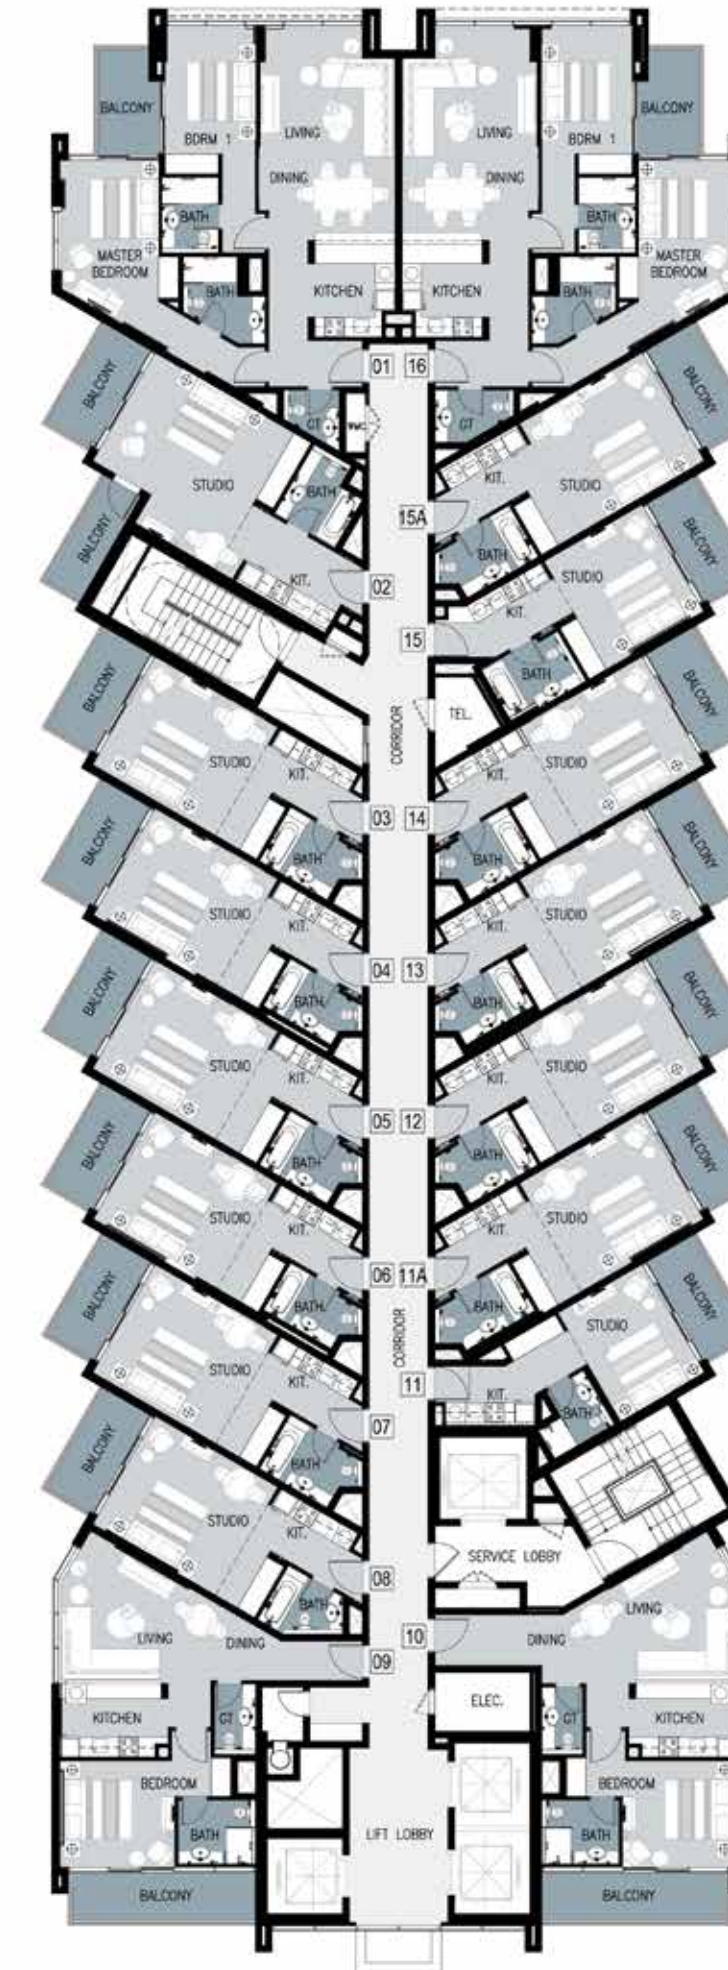 BALCONY
BDRM 1
LIVING
DINING
LIVING
DINING
BDRM 1
BALCONY
MASTER
BEDROOM
BATH
BATH
KITCHEN
KITCHEN
BATH
BATH
MASTER
BEDROOM
01
16
BALCONY
GT
GT
BALCONY
STUDIO
BATH
KIT.
STUDIO
15A
BATH
BALCONY
KIT.
02
STUDIO
BALCONY
KIT.
15
BATH
BALCONY
STUDIO
KIT.
CORRIDOR
TEL.
KIT.
STUDIO
BALCONY
03
14
BATH
BATH
BALCONY
STUDIO
KIT.
KIT.
STUDIO
BALCONY
04
13
BATH
BATH
BALCONY
STUDIO
KIT.
KIT.
STUDIO
BALCONY
05
12
BATH
BATH
BALCONY
STUDIO
KIT.
KIT.
STUDIO
BALCONY
06
11A
BATH
BATH
BALCONY
STUDIO
KIT.
CORRIDOR
STUDIO
BALCONY
11
KIT.
BATH
07
BATH
BALCONY
STUDIO
KIT.
SERVICE LOBBY
08
BATH
LIVING
DINING
09
10
DINING
LIVING
KITCHEN
GT
ELEC.
GT
KITCHEN
BEDROOM
BATH
LIFT LOBBY
BEDROOM
BATH
BALCONY
BALCONY